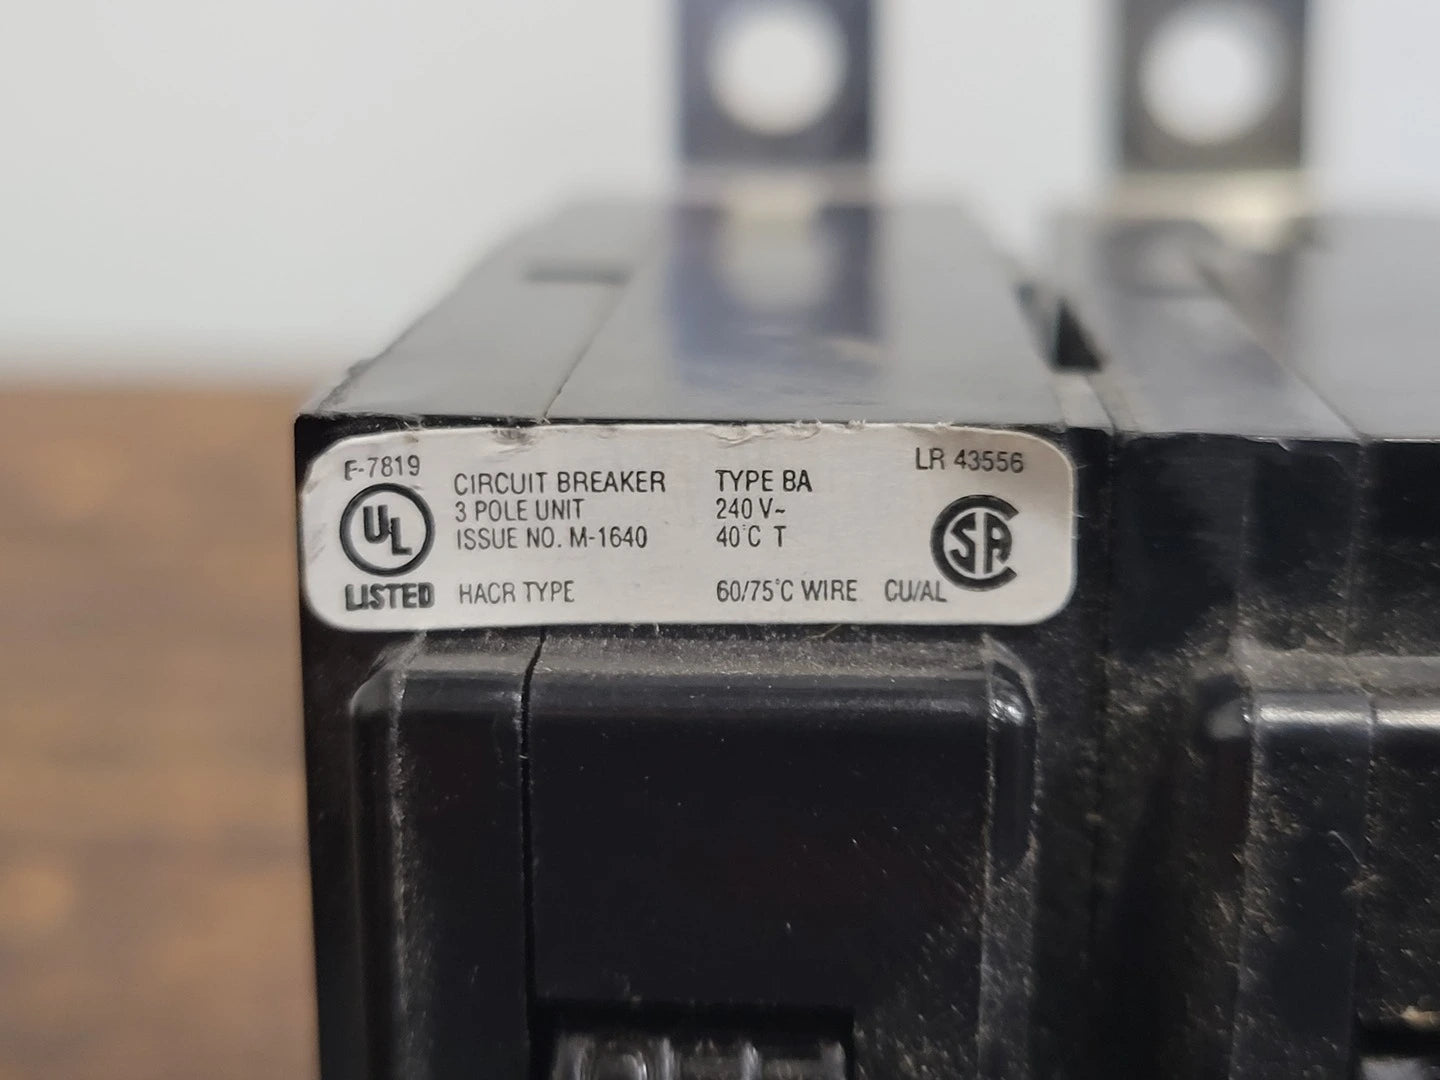 E-7819
UL
LISTED
CIRCUIT BREAKER
3 POLE UNIT
ISSUE NO. M-1640
HACR TYPE
TYPE BA
240 V~
40°C T
60/75°C WIRE CU/AL
LR 43556
SA